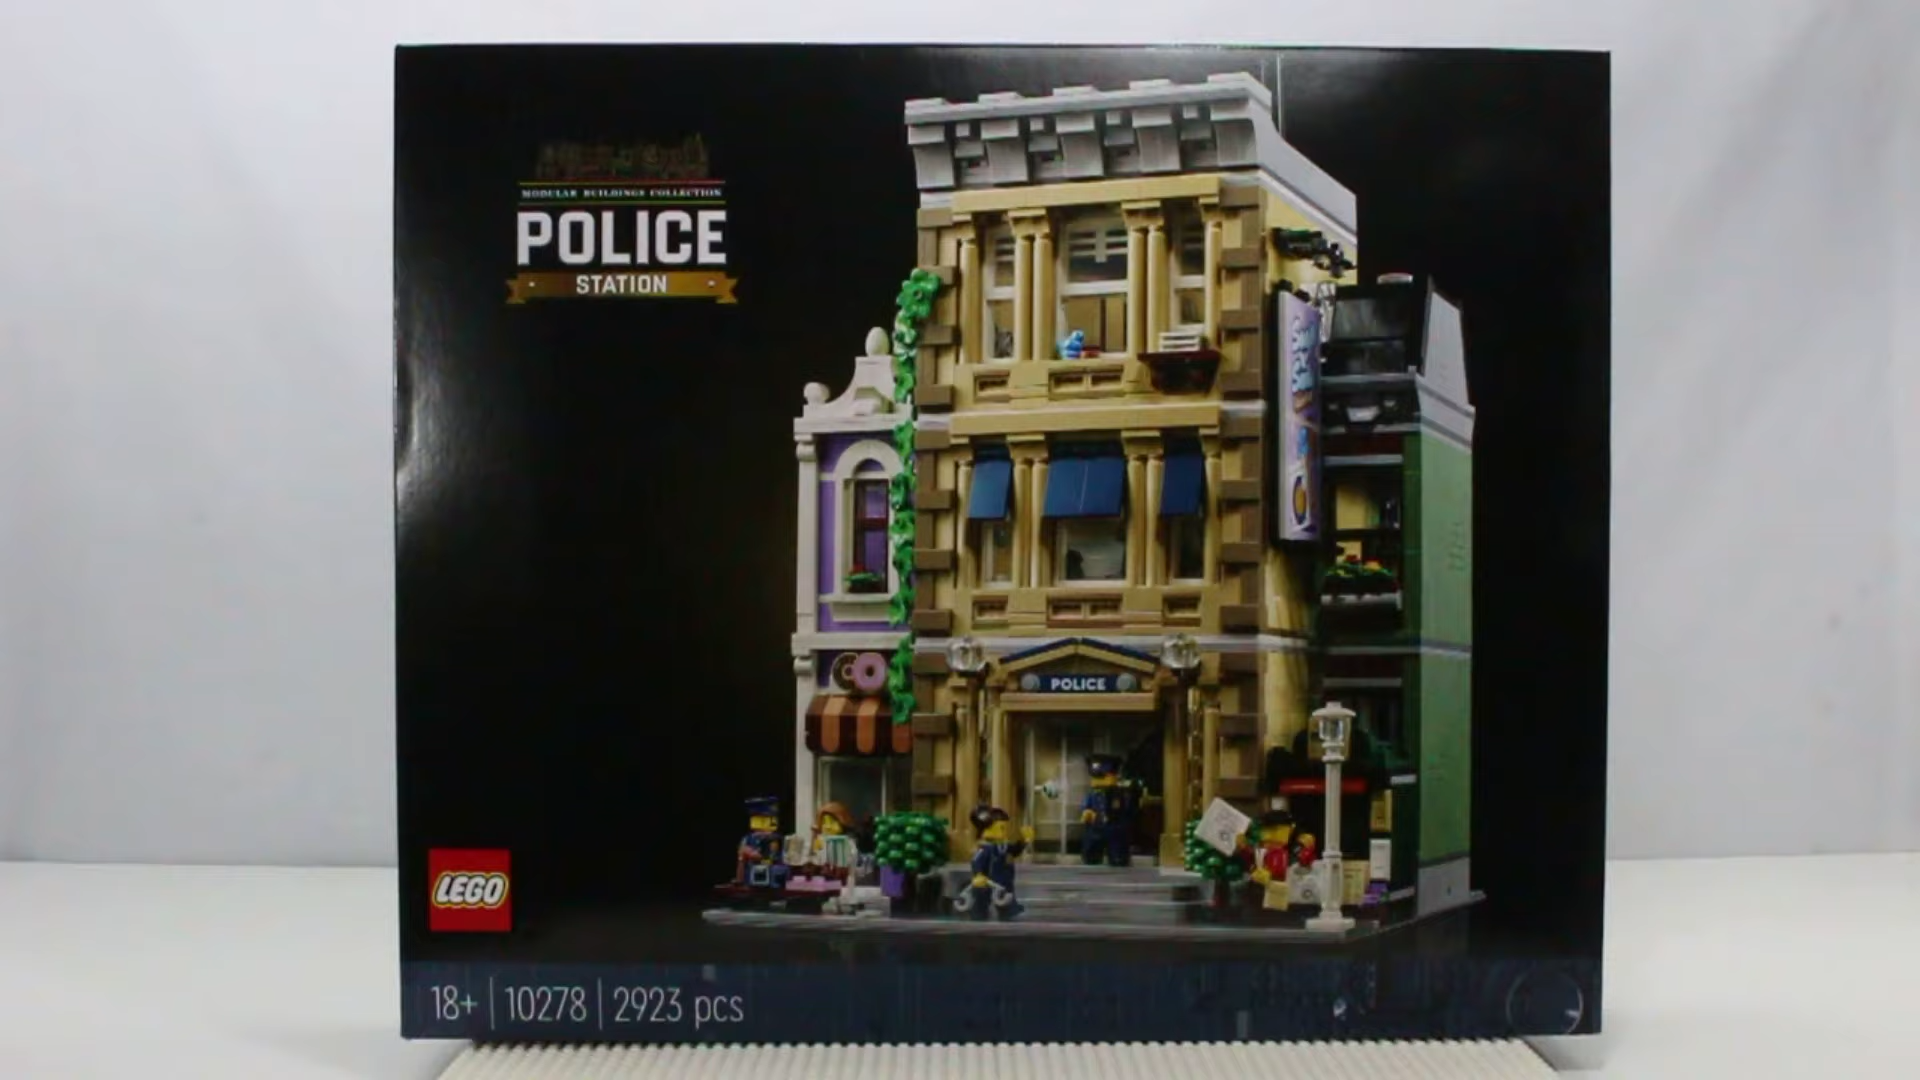 MODULAR BUILDINGS COLLECTION
POLICE
STATION
POLICE
LEGO
18+ | 10278 | 2923 pcs